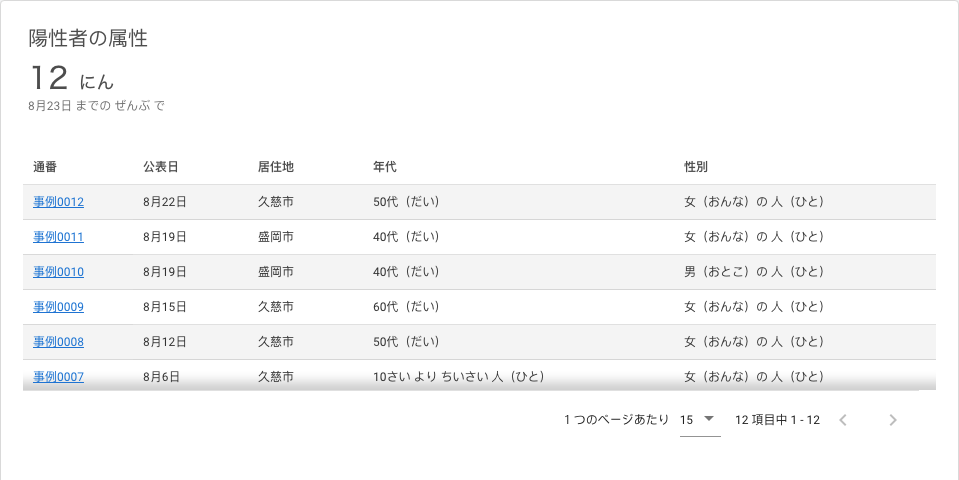 陽性者の属性
12 にん
8月23日 までの ぜんぶ で
通番 公表日 居住地 年代 性別
事例0012 8月22日 久慈市 50代（だい） 女（おんな）の 人（ひと）
事例0011 8月19日 盛岡市 40代（だい） 女（おんな）の 人（ひと）
事例0010 8月19日 盛岡市 40代（だい） 男（おとこ）の 人（ひと）
事例0009 8月15日 久慈市 60代（だい） 女（おんな）の 人（ひと）
事例0008 8月12日 久慈市 50代（だい） 女（おんな）の 人（ひと）
事例0007 8月6日 久慈市 10さい より ちいさい 人（ひと） 女（おんな）の 人（ひと）
1 つのページあたり 15 12 項目中 1 - 12